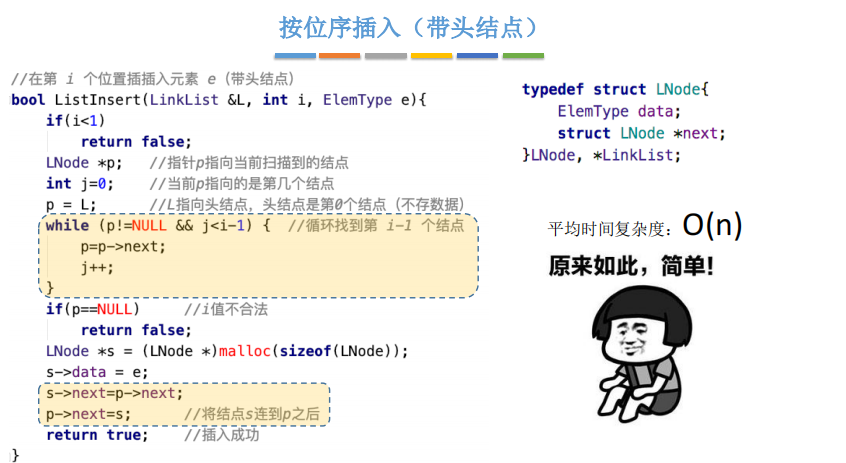 按位序插入（带头结点）
//在第 i 个位置插插入元素 e（带头结点）
bool ListInsert(LinkList &L, int i, ElemType e){
if(i<1)
return false;
LNode *p; //指针p指向当前扫描到的结点
int j=0; //当前p指向的是第几个结点
p = L; //L指向头结点，头结点是第0个结点（不存数据）
while (p!=NULL && j<i-1) { //循环找到第 i-1 个结点
p=p->next;
j++;
}
if(p==NULL) //i值不合法
return false;
LNode *s = (LNode *)malloc(sizeof(LNode));
s->data = e;
s->next=p->next;
p->next=s; //将结点s连到p之后
return true; //插入成功
}
typedef struct LNode{
ElemType data;
struct LNode *next;
}LNode, *LinkList;
平均时间复杂度：O(n)
原来如此，简单!